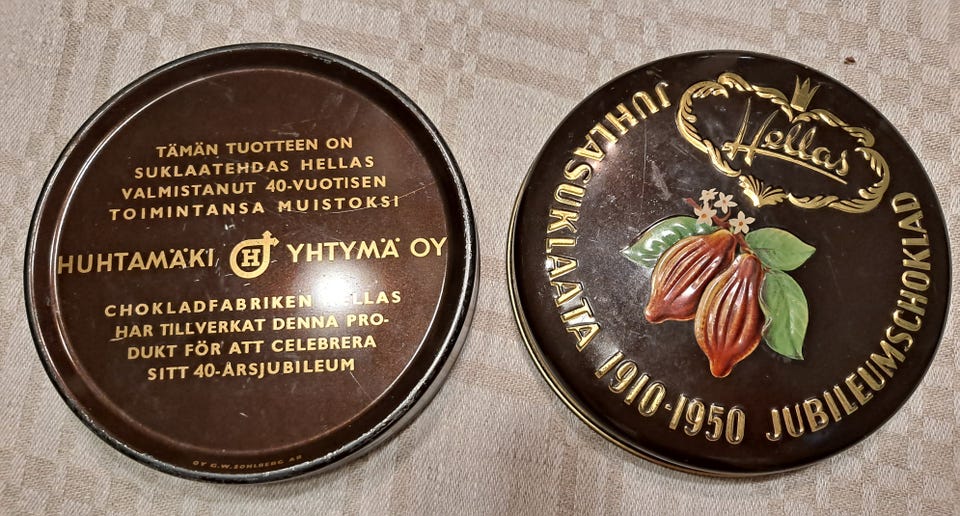 TÄMÄN TUOTTEEN ON
SUKLAATEHDAS HELLAS
VALMISTANUT 40-VUOTISEN
TOIMINTANSA MUISTOKSI
HUHTAMÄKI H YHTYMÄ OY
CHOKLADFABRIKEN HELLAS
HAR TILLVERKAT DENNA PRO-
DUKT FÖR ATT CELEBRERA
SITT 40-ÅRSJUBILEUM
OY G.W. SOHLBERG AB
Hellas
JUHLASUKLAATA 1910-1950 JUBILEUMSCHOKLAD